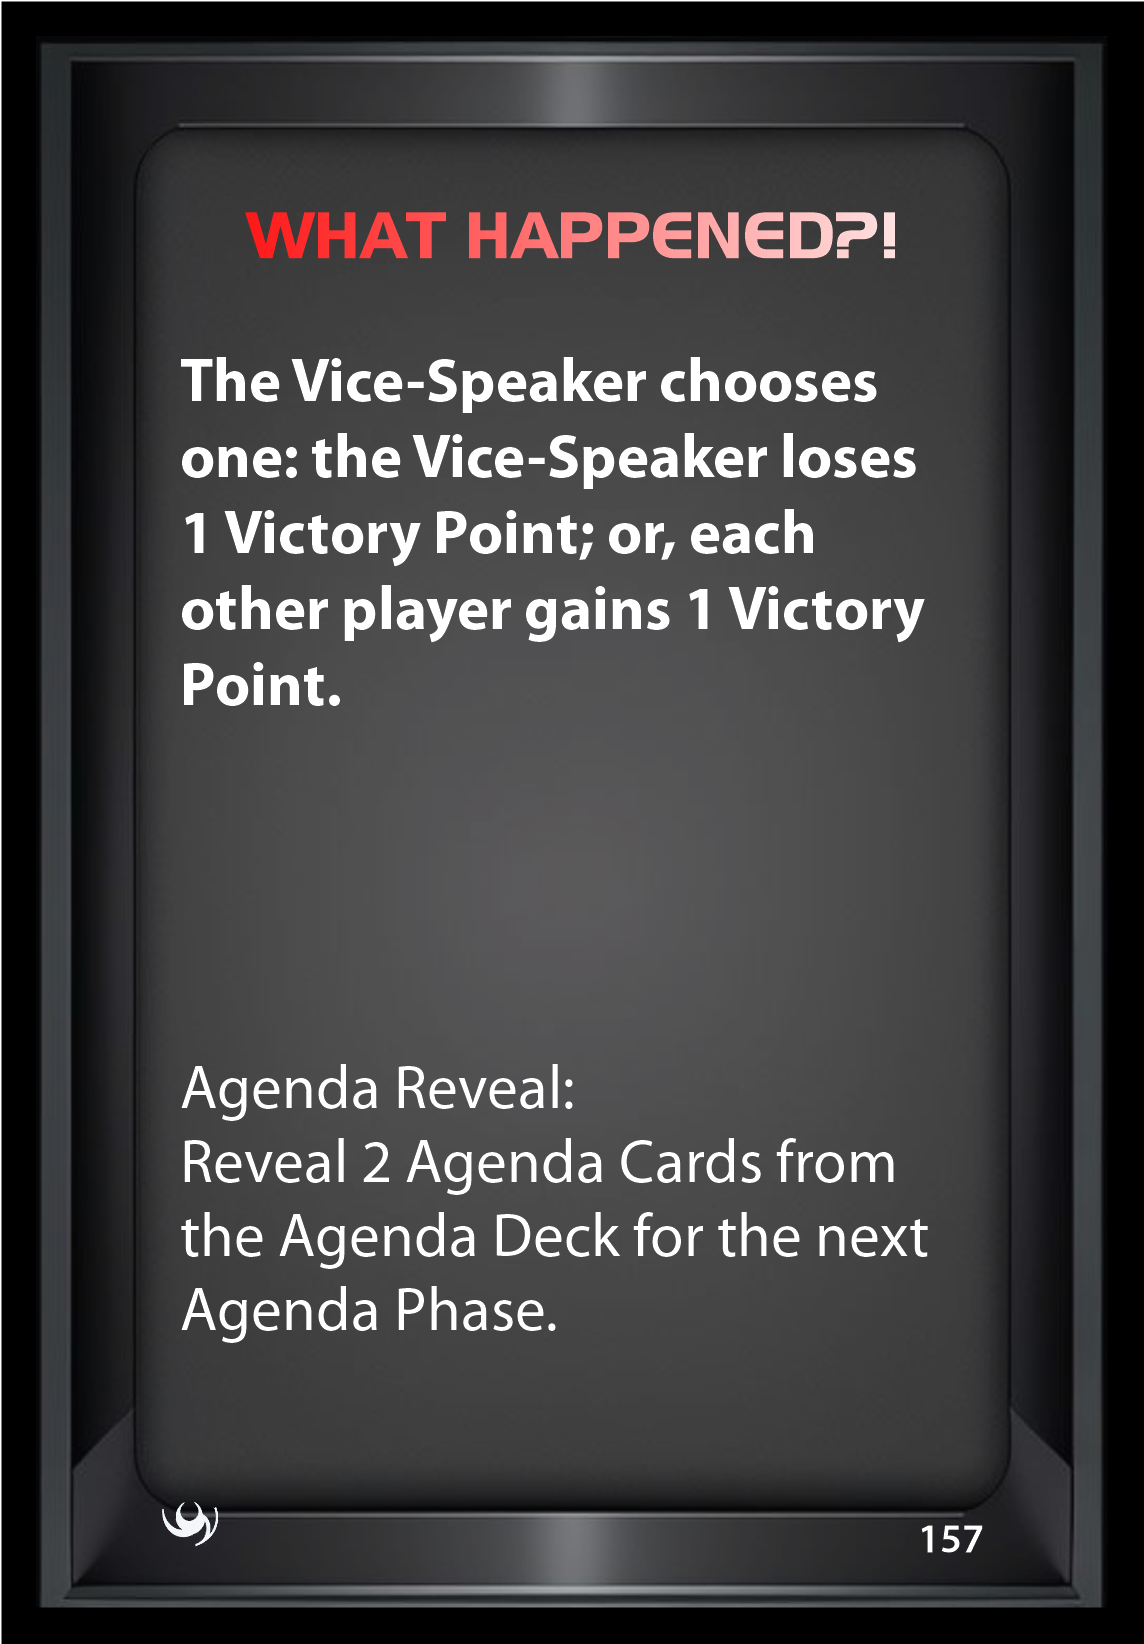 WHAT HAPPENED?!
The Vice-Speaker chooses
one: the Vice-Speaker loses
1 Victory Point; or, each
other player gains 1 Victory
Point.
Agenda Reveal:
Reveal 2 Agenda Cards from
the Agenda Deck for the next
Agenda Phase.
157